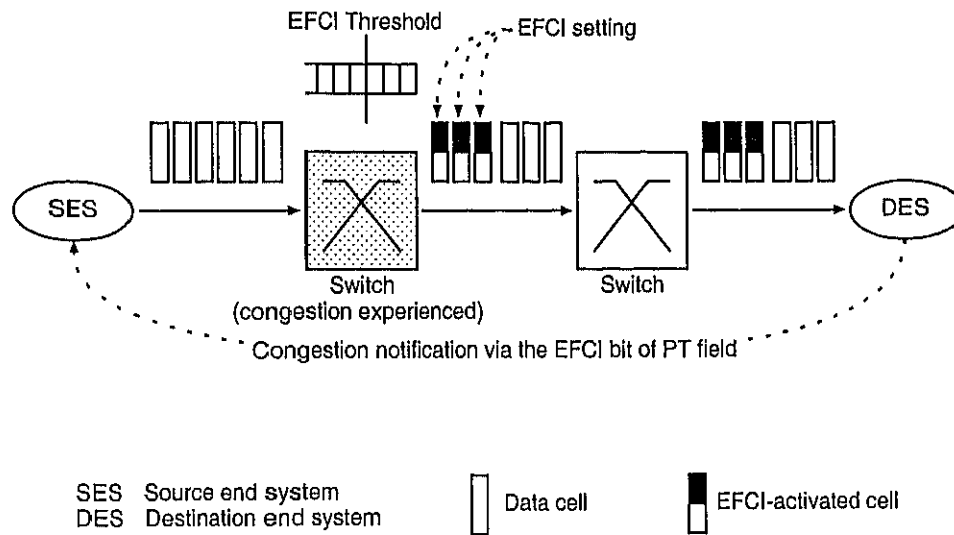 EFCI Threshold
EFCI setting
SES
DES
Switch
(congestion experienced)
Switch
Congestion notification via the EFCI bit of PT field
SES Source end system
DES Destination end system
Data cell
EFCI-activated cell